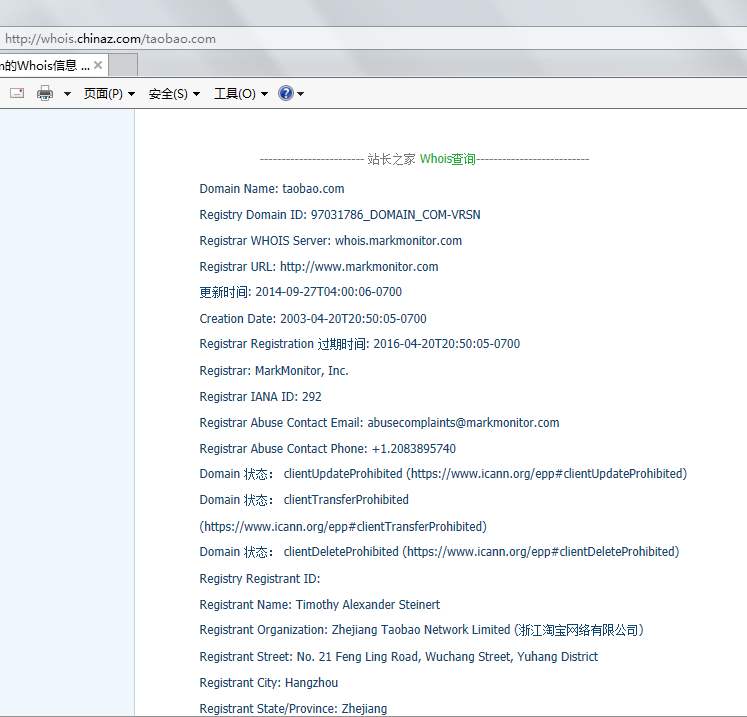 http://whois.chinaz.com/taobao.com
的Whois信息 ...
页面(P) 安全(S) 工具(O)
------------------------ 站长之家 Whois查询--------------------------
Domain Name: taobao.com
Registry Domain ID: 97031786_DOMAIN_COM-VRSN
Registrar WHOIS Server: whois.markmonitor.com
Registrar URL: http://www.markmonitor.com
更新时间: 2014-09-27T04:00:06-0700
Creation Date: 2003-04-20T20:50:05-0700
Registrar Registration 过期时间: 2016-04-20T20:50:05-0700
Registrar: MarkMonitor, Inc.
Registrar IANA ID: 292
Registrar Abuse Contact Email: abusecomplaints@markmonitor.com
Registrar Abuse Contact Phone: +1.2083895740
Domain 状态： clientUpdateProhibited (https://www.icann.org/epp#clientUpdateProhibited)
Domain 状态： clientTransferProhibited
(https://www.icann.org/epp#clientTransferProhibited)
Domain 状态： clientDeleteProhibited (https://www.icann.org/epp#clientDeleteProhibited)
Registry Registrant ID:
Registrant Name: Timothy Alexander Steinert
Registrant Organization: Zhejiang Taobao Network Limited (浙江淘宝网络有限公司)
Registrant Street: No. 21 Feng Ling Road, Wuchang Street, Yuhang District
Registrant City: Hangzhou
Registrant State/Province: Zhejiang